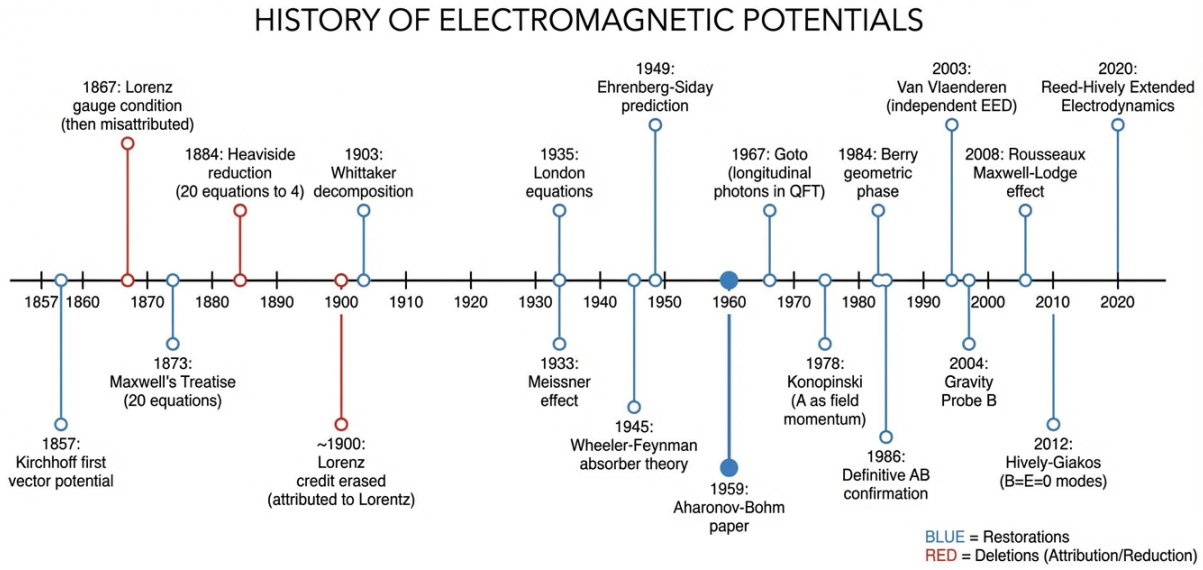 HISTORY OF ELECTROMAGNETIC POTENTIALS
1867: Lorenz
gauge condition
(then misattributed)
1884: Heaviside
reduction
(20 equations to 4)
1903:
Whittaker
decomposition
1935:
London
equations
1949:
Ehrenberg-Siday
prediction
1967: Goto
(longitudinal
photons in QFT)
1984: Berry
geometric
phase
2003:
Van Vlaenderen
(independent EED)
2008: Rousseaux
Maxwell-Lodge
effect
2020:
Reed-Hively Extended
Electrodynamics
1857 1860 1870 1880 1890 1900 1910 1920 1930 1940 1950 1960 1970 1980 1990 2000 2010 2020
1857:
Kirchhoff first
vector potential
1873:
Maxwell's Treatise
(20 equations)
~1900:
Lorenz
credit erased
(attributed to Lorentz)
1933:
Meissner
effect
1945:
Wheeler-Feynman
absorber theory
1959:
Aharonov-Bohm
paper
1978:
Konopinski
(A as field
momentum)
1986:
Definitive AB
confirmation
2004:
Gravity
Probe B
2012:
Hively-Giakos
(B=E=0 modes)
BLUE = Restorations
RED = Deletions (Attribution/Reduction)